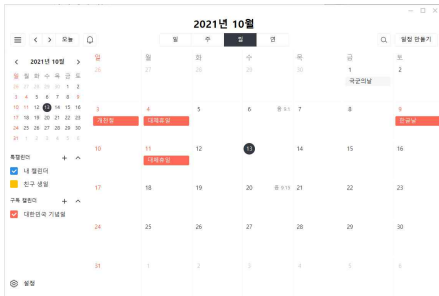 2021년 10월
오늘
일 주 월 년
일정 만들기
2021년 10월
일 월 화 수 목 금 토
26 27 28 29 30 1 2
3 4 5 6 7 8 9
10 11 12 13 14 15 16
17 18 19 20 21 22 23
24 25 26 27 28 29 30
31 1 2 3 4 5 6
톡캘린더
내 캘린더
친구 생일
구독 캘린더
대한민국 기념일
설정
일 월 화 수 목 금 토
26 27 28 29 30 1 2
국군의날
3 4 5 6 음 9.1 7 8 9
개천절 대체휴일 한글날
10 11 12 13 14 15 16
대체휴일
17 18 19 20 음 9.15 21 22 23
24 25 26 27 28 29 30
31 1 2 3 4 5 6